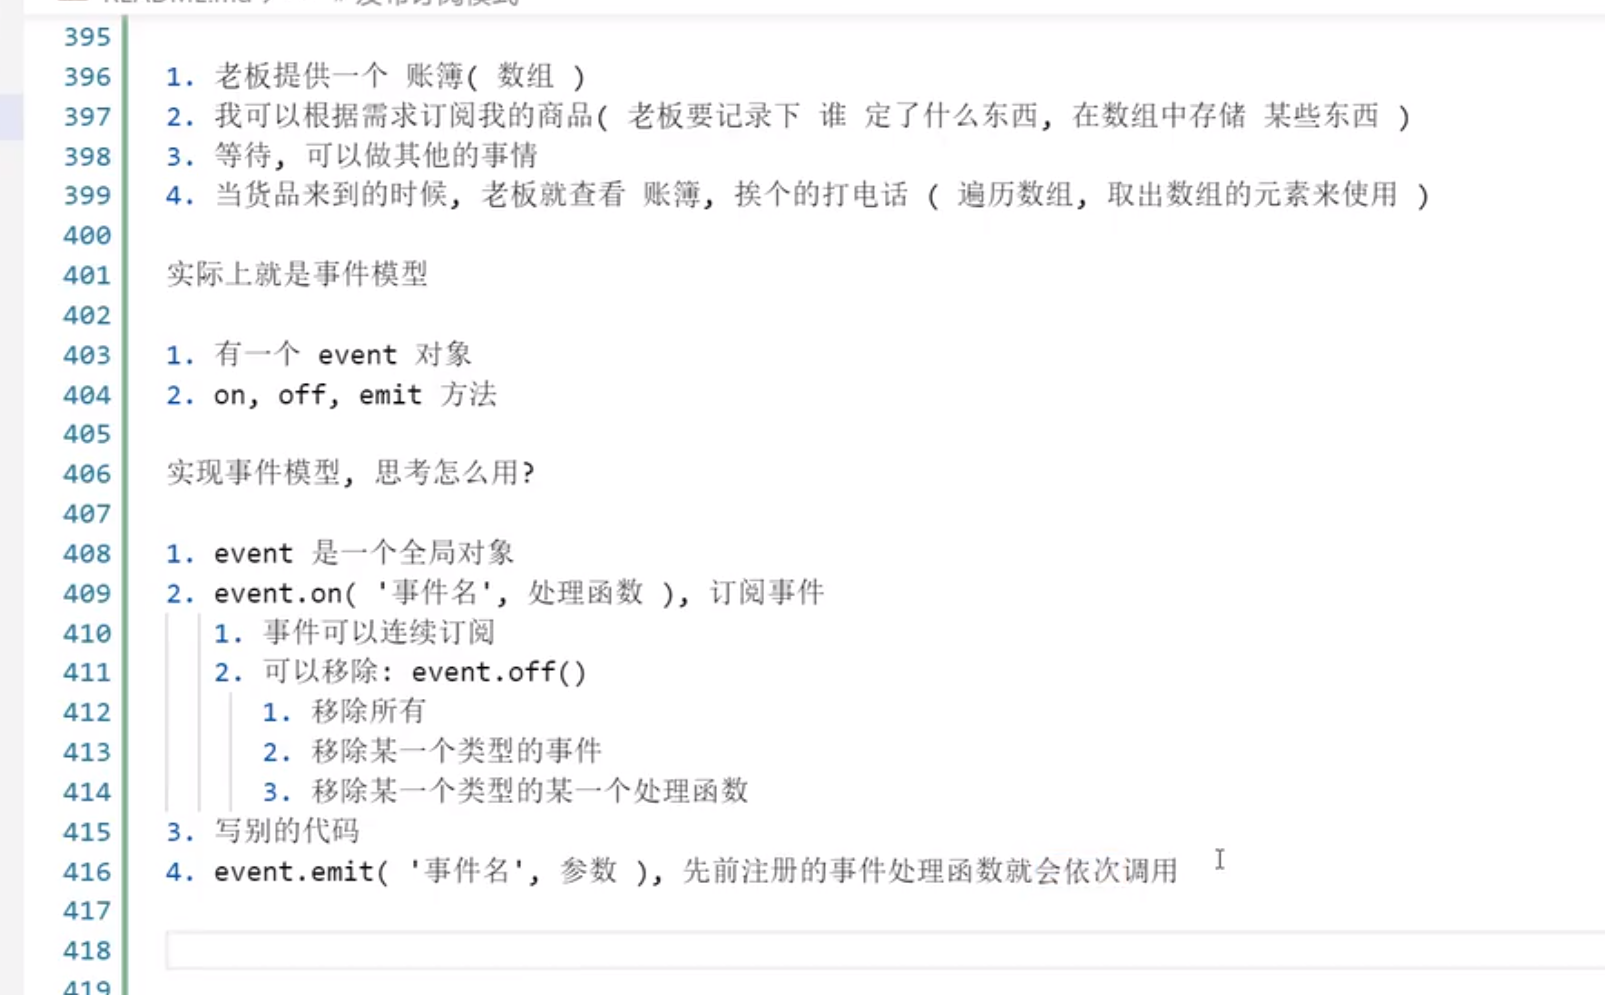 395
396 1. 老板提供一个 账簿( 数组 )
397 2. 我可以根据需求订阅我的商品( 老板要记录下 谁 定了什么东西, 在数组中存储 某些东西 )
398 3. 等待, 可以做其他的事情
399 4. 当货品来到的时候, 老板就查看 账簿, 挨个的打电话 ( 遍历数组, 取出数组的元素来使用 )
400
401 实际上就是事件模型
402
403 1. 有一个 event 对象
404 2. on, off, emit 方法
405
406 实现事件模型, 思考怎么用?
407
408 1. event 是一个全局对象
409 2. event.on( '事件名', 处理函数 ), 订阅事件
410 1. 事件可以连续订阅
411 2. 可以移除: event.off()
412 1. 移除所有
413 2. 移除某一个类型的事件
414 3. 移除某一个类型的某一个处理函数
415 3. 写别的代码
416 4. event.emit( '事件名', 参数 ), 先前注册的事件处理函数就会依次调用
417
418
419